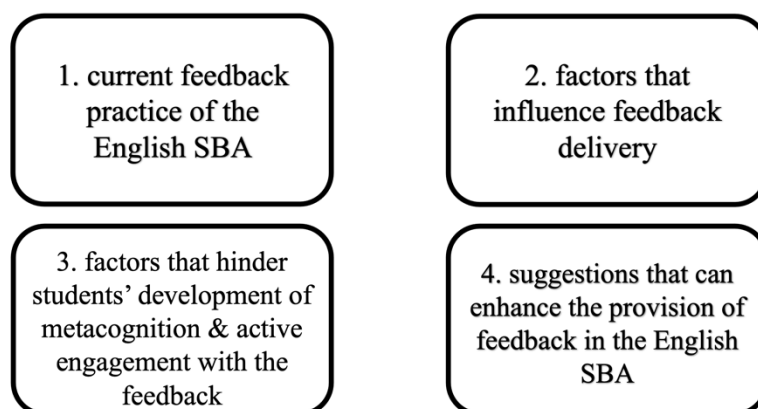 1. current feedback
practice of the
English SBA
2. factors that
influence feedback
delivery
3. factors that hinder
students’ development of
metacognition & active
engagement with the
feedback
4. suggestions that can
enhance the provision of
feedback in the English
SBA